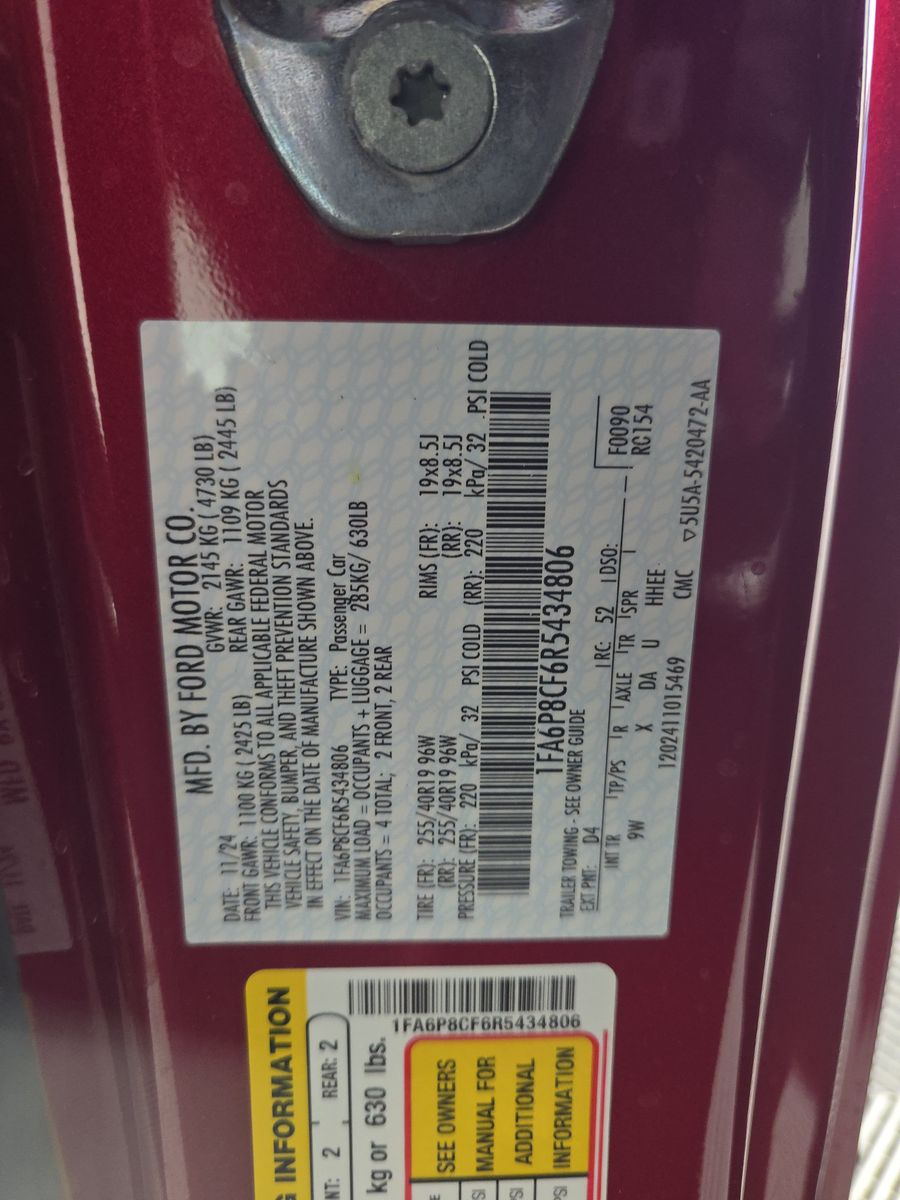 MFD. BY FORD MOTOR CO.
DATE: 11/24 GVWR: 2145 KG ( 4730 LB)
FRONT GAWR: 1100 KG ( 2425 LB) REAR GAWR: 1109 KG ( 2445 LB)
THIS VEHICLE CONFORMS TO ALL APPLICABLE FEDERAL MOTOR
VEHICLE SAFETY, BUMPER, AND THEFT PREVENTION STANDARDS
IN EFFECT ON THE DATE OF MANUFACTURE SHOWN ABOVE.
VIN: 1FA6P8CF6R5434806 TYPE: Passenger Car
MAXIMUM LOAD = OCCUPANTS + LUGGAGE = 285KG/ 630LB
OCCUPANTS = 4 TOTAL; 2 FRONT, 2 REAR
TIRE (FR): 255/40R19 96W RIMS (FR): 19x8.5J
(RR): 255/40R19 96W (RR): 19x8.5J
PRESSURE (FR): 220 kPa/ 32 PSI COLD (RR): 220 kPa/ 32 PSI COLD
1FA6P8CF6R5434806
TRAILER TOWING - SEE OWNER GUIDE
EXT PNT: D4 RC: 52 DSO: F0090
INT TR TP/PS R AXLE TR SPR RC154
9W X DA U HHEE
1202411015469 CMC ▽5U5A-5420472-AA
G INFORMATION
NT: 2 REAR: 2
kg or 630 lbs.
1FA6P8CF6R5434806
SEE OWNERS
MANUAL FOR
ADDITIONAL
INFORMATION